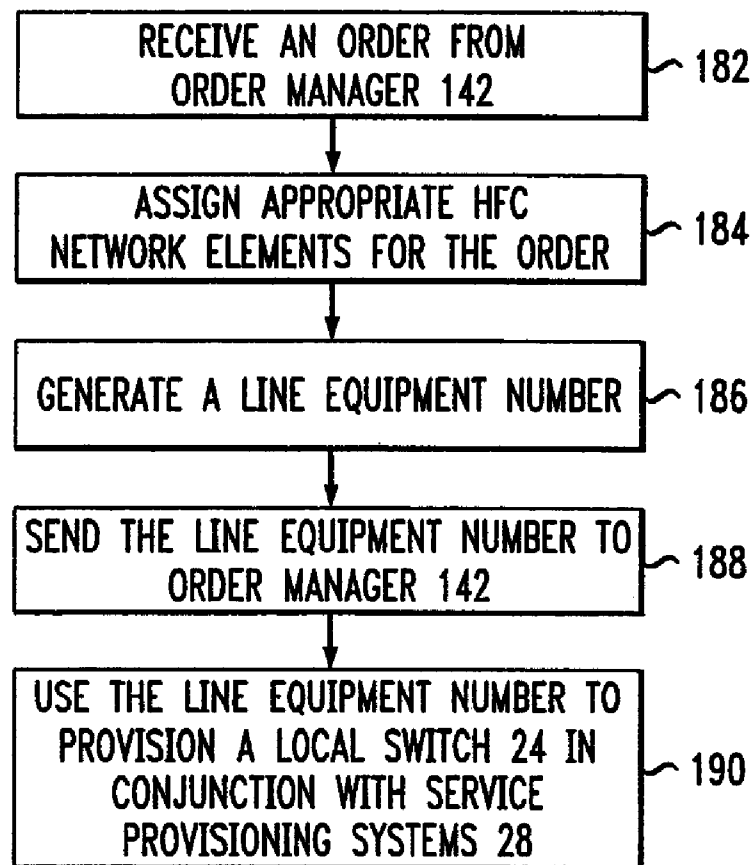 RECEIVE AN ORDER FROM
ORDER MANAGER 142
182
ASSIGN APPROPRIATE HFC
NETWORK ELEMENTS FOR THE ORDER
184
GENERATE A LINE EQUIPMENT NUMBER
186
SEND THE LINE EQUIPMENT NUMBER TO
ORDER MANAGER 142
188
USE THE LINE EQUIPMENT NUMBER TO
PROVISION A LOCAL SWITCH 24 IN
CONJUNCTION WITH SERVICE
PROVISIONING SYSTEMS 28
190